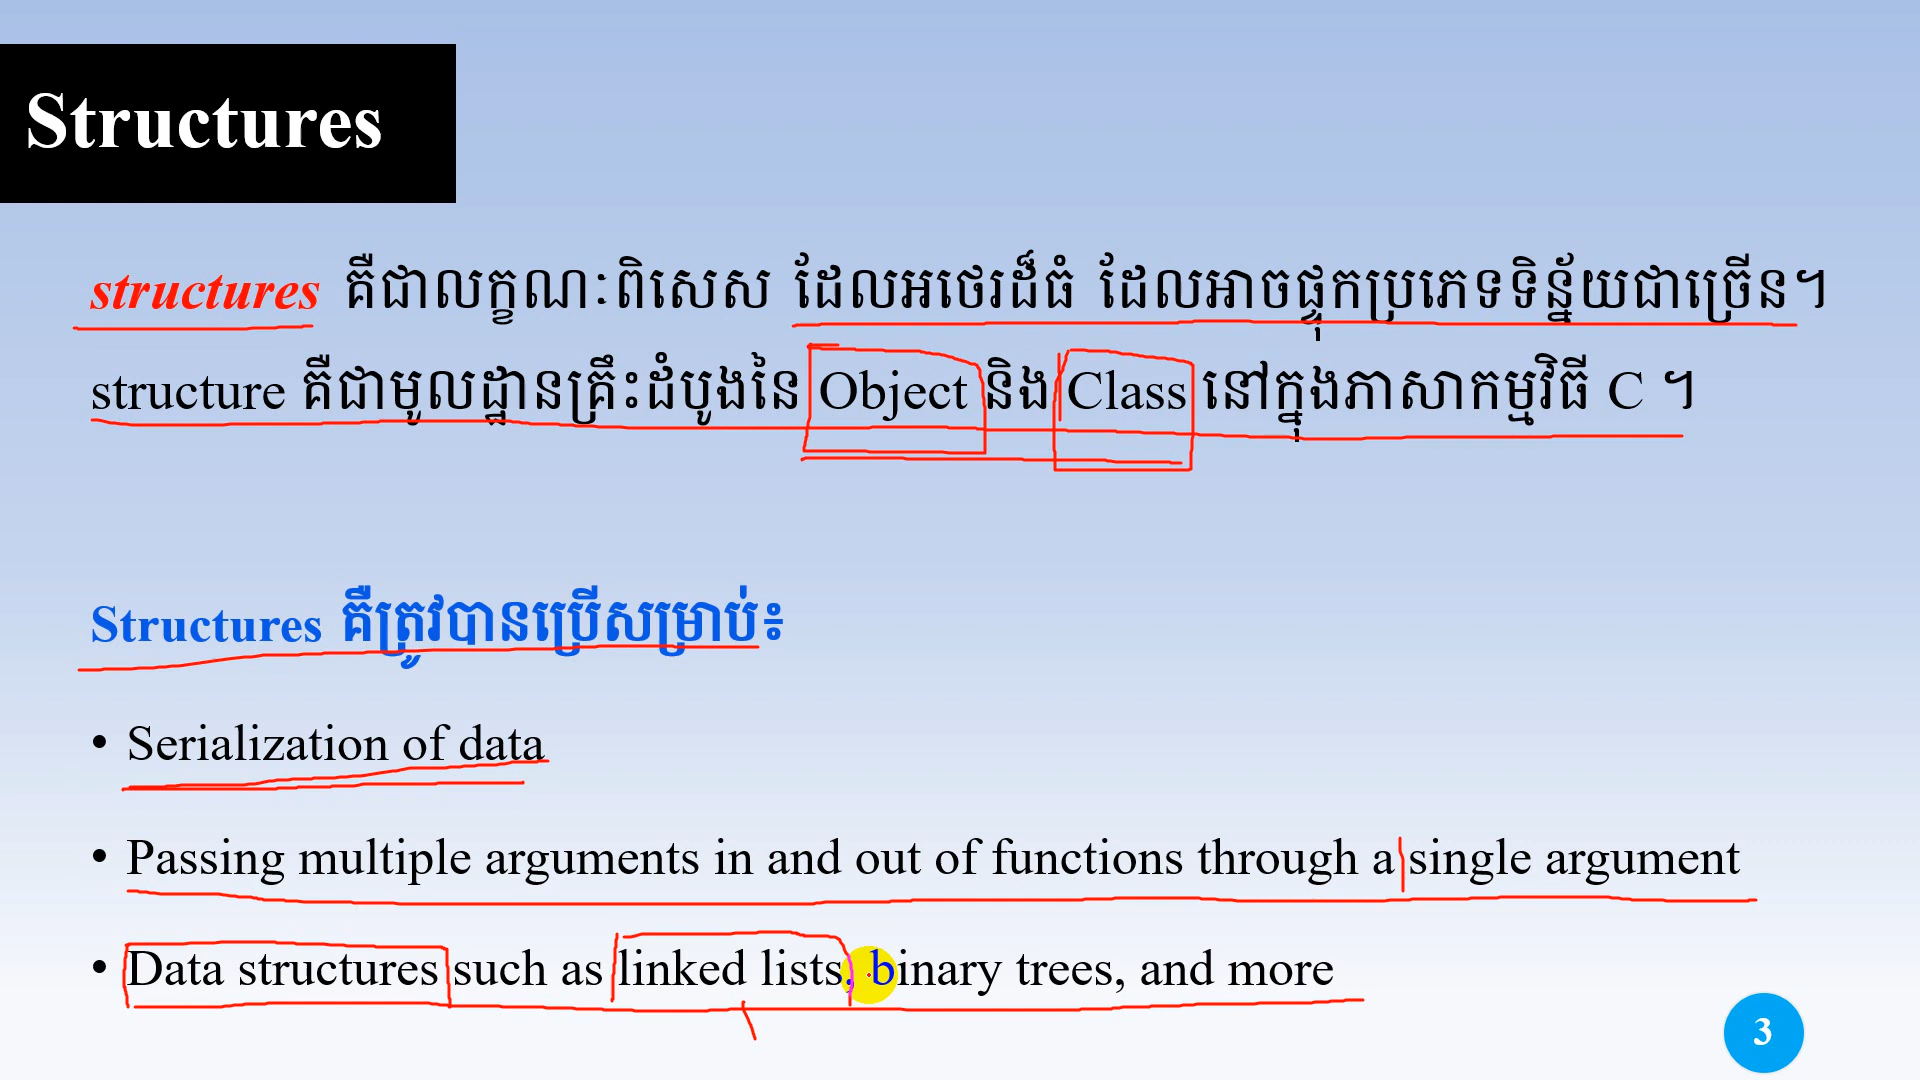 Structures
structures គឺជាលក្ខណៈពិសេស ដែលអថេរដ៏ធំ ដែលអាចផ្ទុកប្រភេទទិន្ន័យជាច្រើន។
structure គឺជាមូលដ្ឋានគ្រឹះដំបូងនៃ Object និង Class នៅក្នុងភាសាកម្មវិធី C ។
Structures គឺត្រូវបានប្រើសម្រាប់៖
• Serialization of data
• Passing multiple arguments in and out of functions through a single argument
• Data structures such as linked lists, binary trees, and more
3